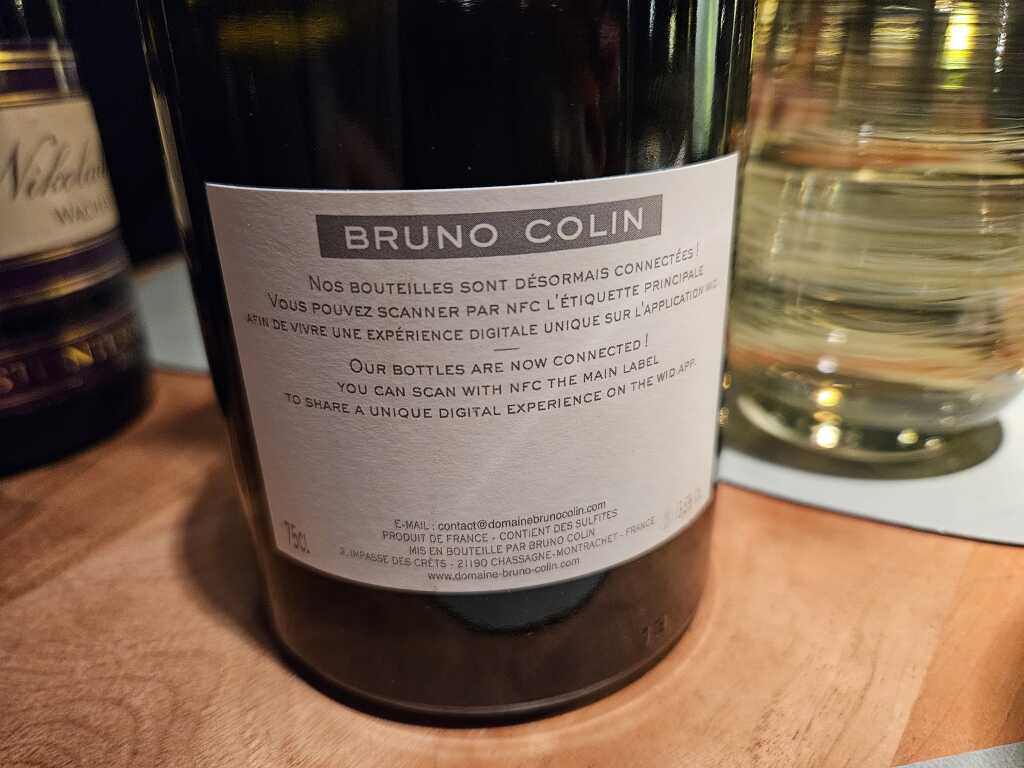 BRUNO COLIN
NOS BOUTEILLES SONT DÉSORMAIS CONNECTÉES !
VOUS POUVEZ SCANNER PAR NFC L'ÉTIQUETTE PRINCIPALE
AFIN DE VIVRE UNE EXPÉRIENCE DIGITALE UNIQUE SUR L'APPLICATION WID.
OUR BOTTLES ARE NOW CONNECTED !
YOU CAN SCAN WITH NFC THE MAIN LABEL
TO SHARE A UNIQUE DIGITAL EXPERIENCE ON THE WID APP.
E-MAIL : contact@domainebrunocolin.com
PRODUIT DE FRANCE - CONTIENT DES SULFITES
MIS EN BOUTEILLE PAR BRUNO COLIN
3, IMPASSE DES CRÊTS - 21190 CHASSAGNE-MONTRACHET - FRANCE
www.domaine-bruno-colin.com
75CL